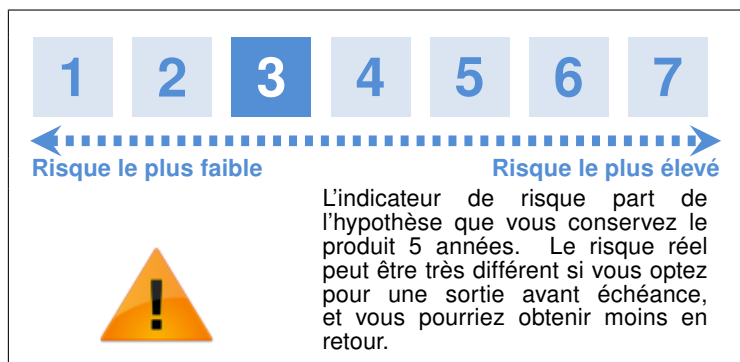 1 2 3 4 5 6 7
Risque le plus faible Risque le plus élevé
L'indicateur de risque part de
l'hypothèse que vous conservez le
produit 5 années. Le risque réel
peut être très différent si vous optez
pour une sortie avant échéance,
et vous pourriez obtenir moins en
retour.
!